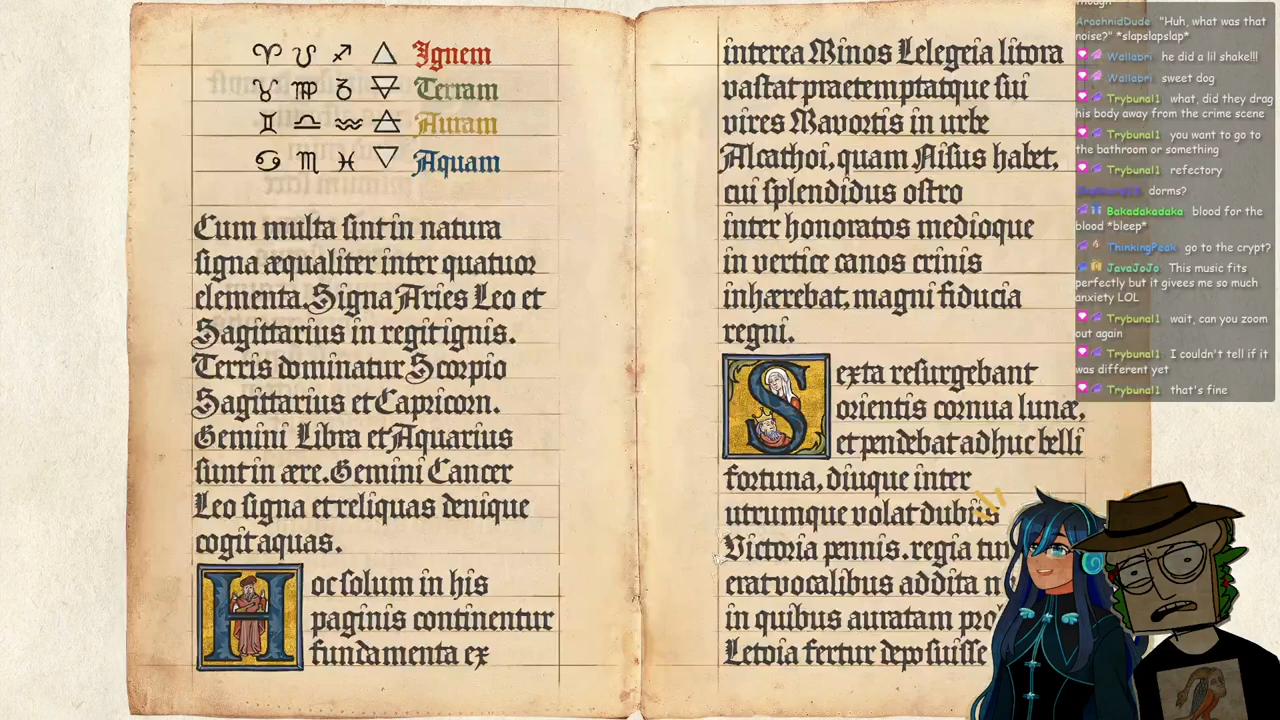 ♈ ♌ ♐ 🜂 Ignem
♉ ♍ ♑ 🜃 Terram
♊ ♎ ♒ 🜁 Auram
♋ ♏ ♓ 🜄 Aquam
Cum multa sint in natura
signa æqualiter inter quatuor
elementa. Signa Aries Leo et
Sagittarius in regit ignis.
Terris dominatur Scorpio
Sagittarius et Capricorn.
Gemini Libra et Aquarius
sunt in ære. Gemini Cancer
Leo signa et reliquas denique
cogit aquas.
Hoc solum in his
paginis continentur
fundamenta ex
interea Minos Lelegeia litora
vastat praetemptatque sui
vires Mavortis in urbe
Alcathoi, quam Nisus habet,
cui splendidus ostro
inter honoratos medioque
in vertice canos crinis
inhærebat, magni fiducia
regni.
Sexta resurgebant
orientis cornua lunæ,
et pendebat adhuc belli
fortuna, diuque inter
utrumque volat dubiis
Victoria pennis. regia
erat vocalibus addita
in quibus auratam
Letoia fertur deposuisse
though
ArachnidDude "Huh, what was that
noise?" *slapslapslap*
Wallabri he did a lil shake!!!
Wallabri sweet dog
Trybunal1 what, did they drag
his body away from the crime scene
Trybunal1 you want to go to
the bathroom or something
Trybunal1 refectory
dorms?
Bakadakadaka blood for the
blood *bleep*
ThinkingPeak go to the crypt?
JavaJoJo This music fits
perfectly but it givees me so much
anxiety LOL
Trybunal1 wait, can you zoom
out again
Trybunal1 I couldn't tell if it
was different yet
Trybunal1 that's fine